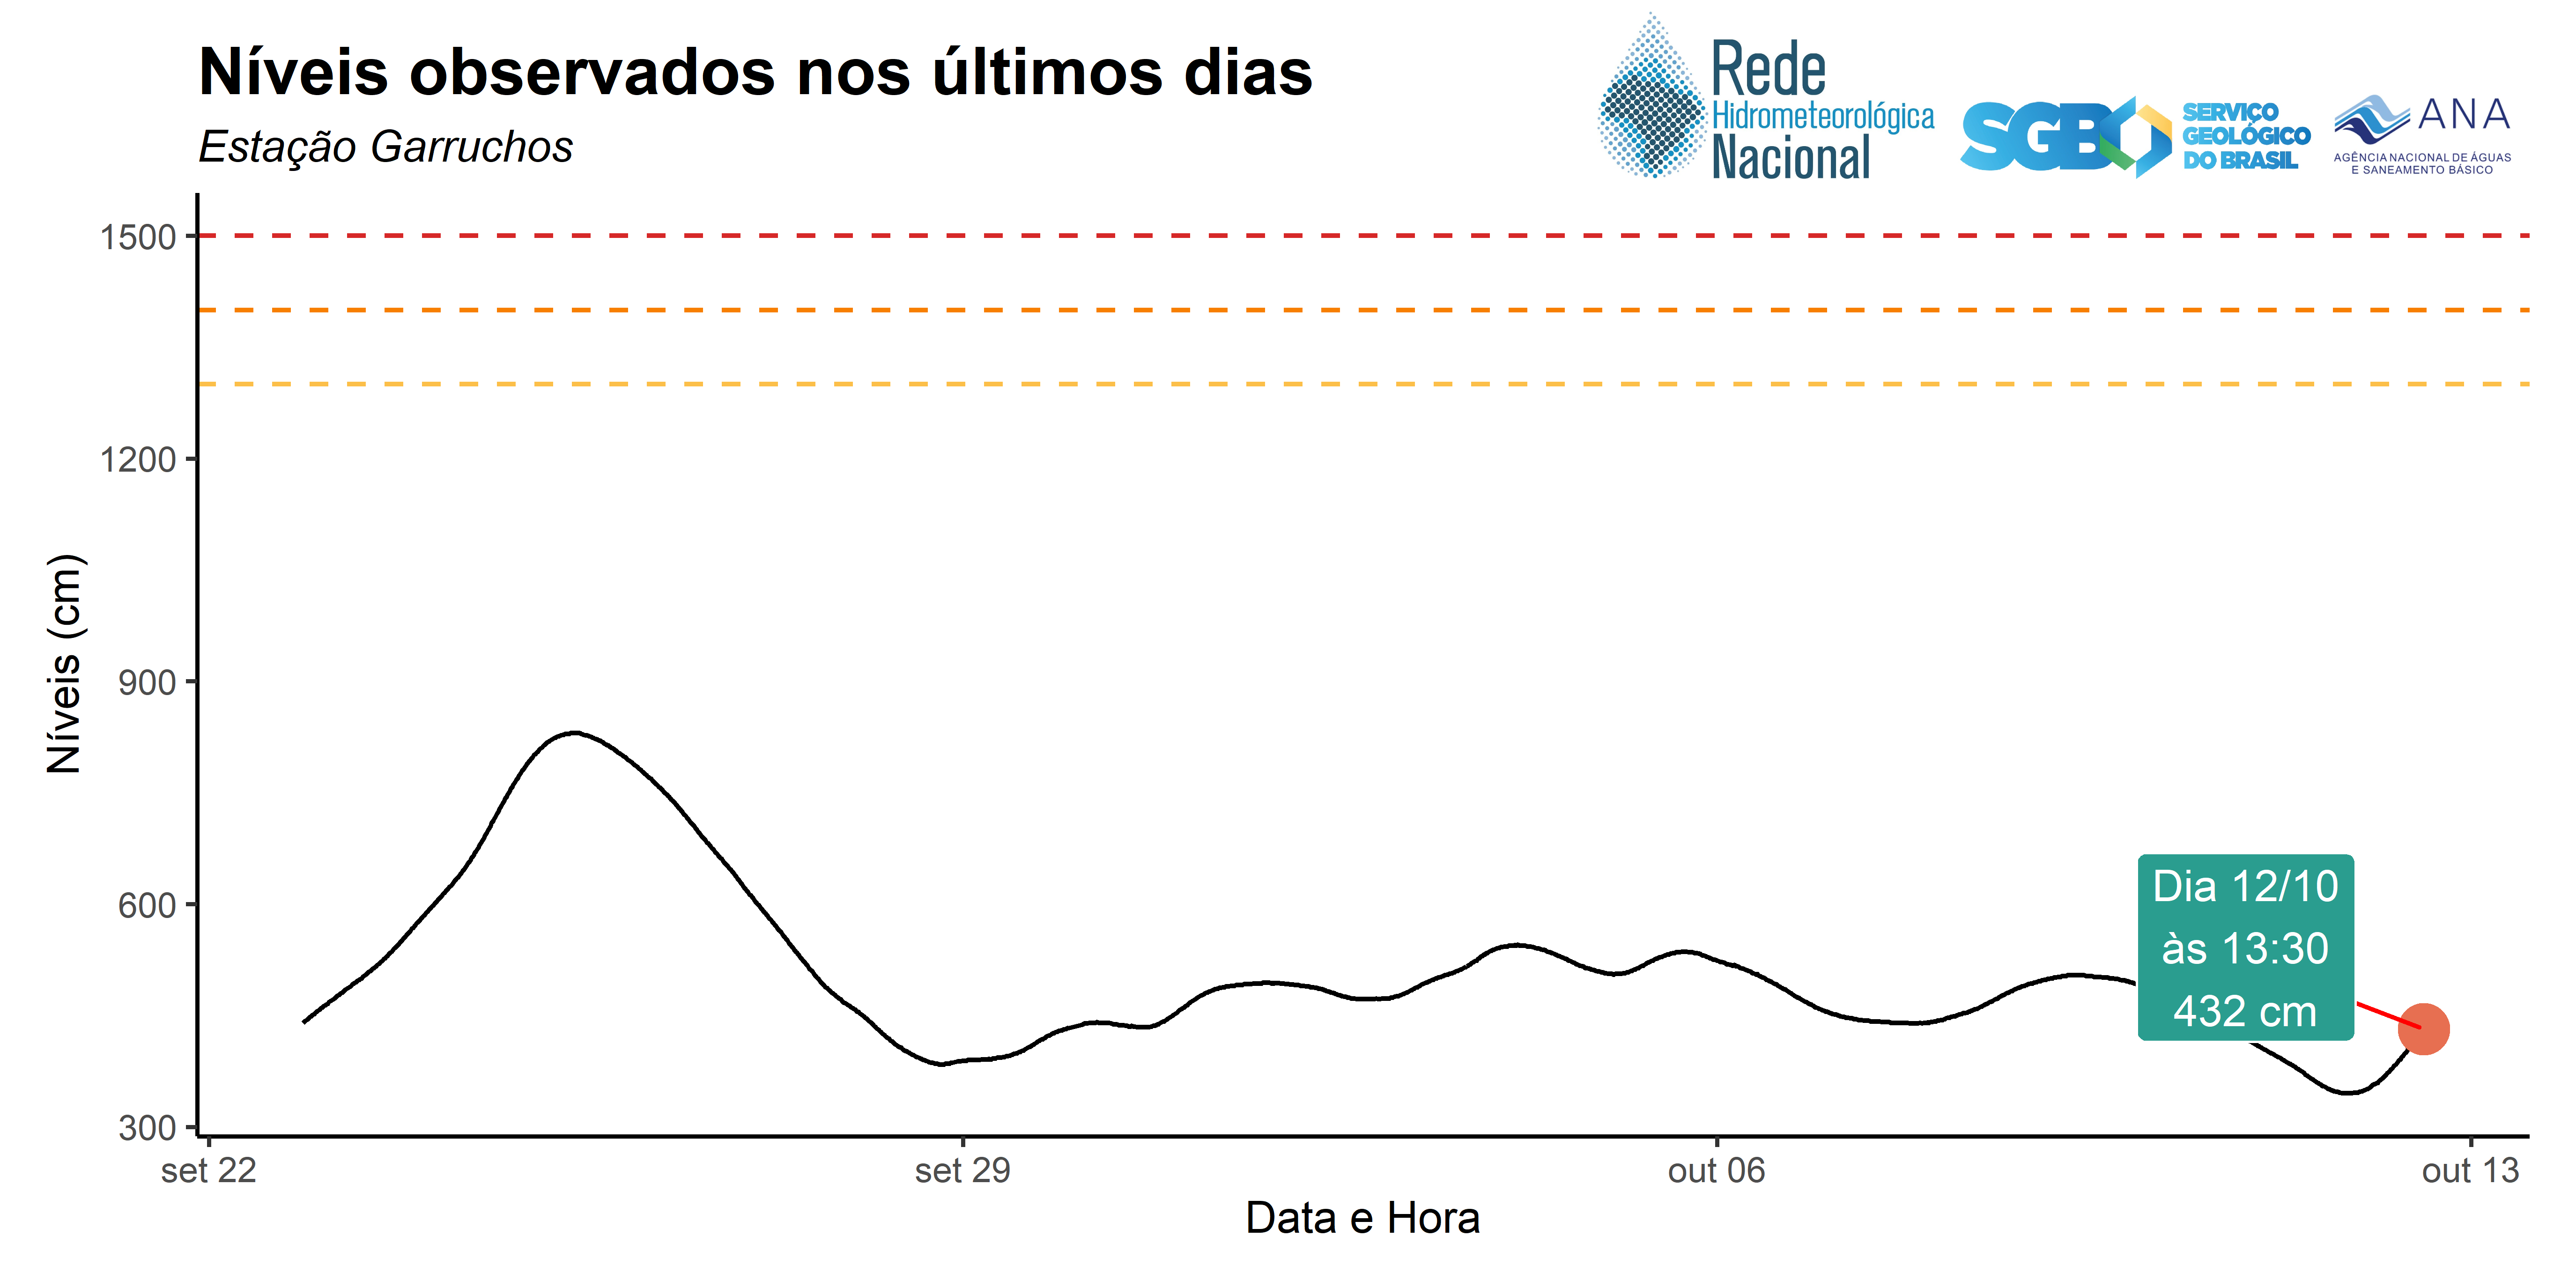 Níveis observados nos últimos dias
Estação Garruchos
Rede
Hidrometeorológica
Nacional
SGB
SERVIÇO
GEOLÓGICO
DO BRASIL
ANA
AGÊNCIA NACIONAL DE ÁGUAS
E SANEAMENTO BÁSICO
1500
1200
900
600
300
Níveis (cm)
Dia 12/10
às 13:30
432 cm
set 22
set 29
out 06
out 13
Data e Hora